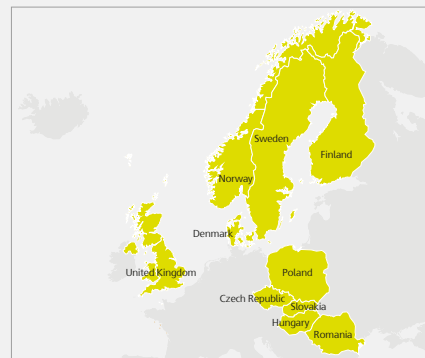 Sweden
Finland
Norway
Denmark
United Kingdom
Poland
Czech Republic
Slovakia
Hungary
Romania